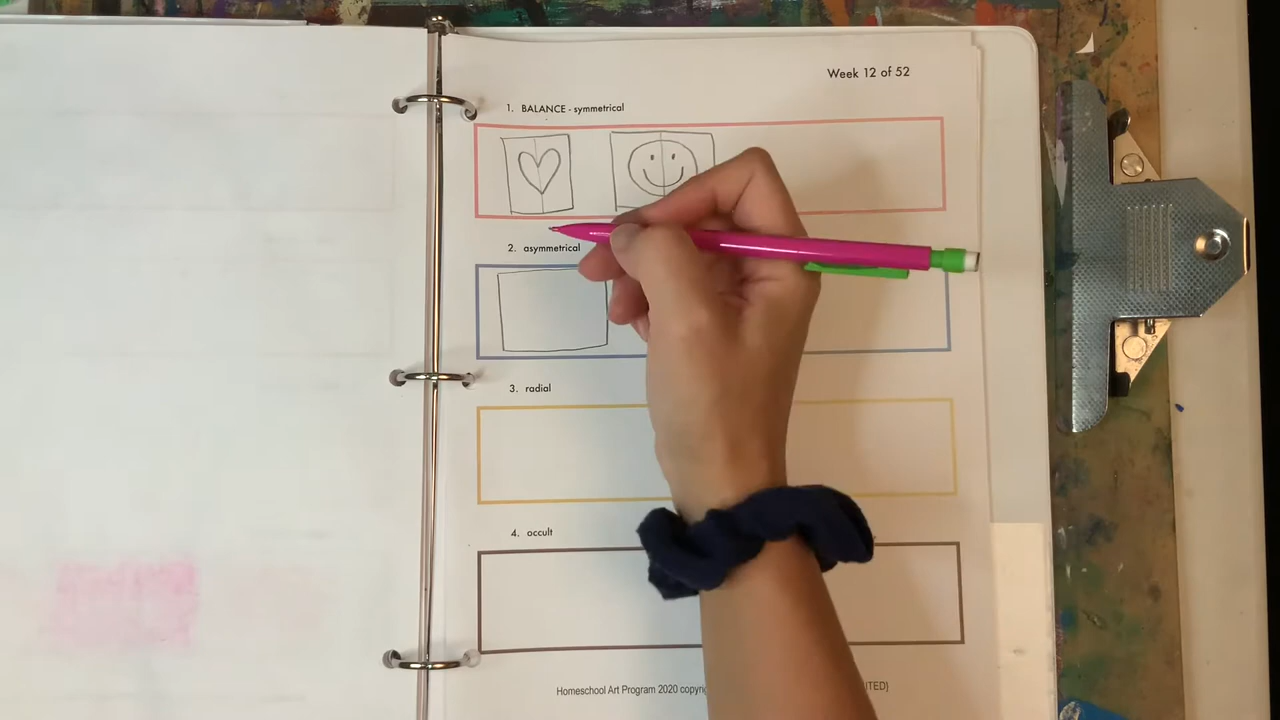 Week 12 of 52
1. BALANCE - symmetrical
2. asymmetrical
3. radial
4. occult
Homeschool Art Program 2020